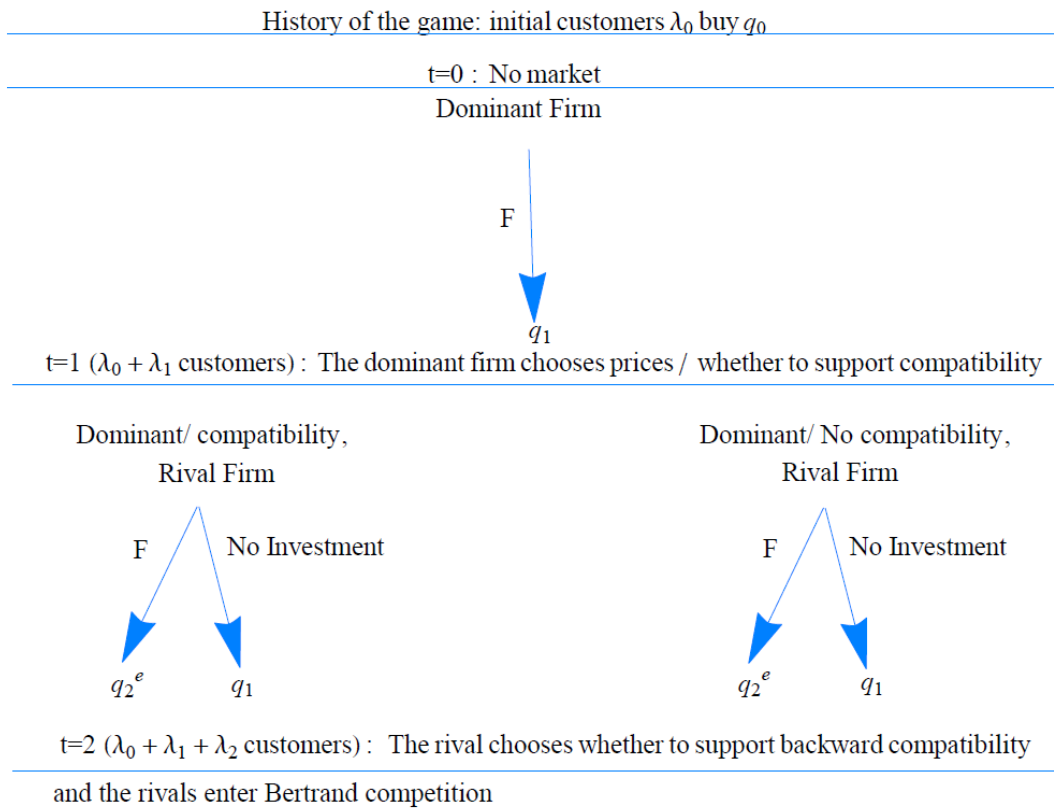 History of the game: initial customers λ₀ buy q₀
t=0 : No market
Dominant Firm
F
q₁
t=1 (λ₀ + λ₁ customers) : The dominant firm chooses prices / whether to support compatibility
Dominant/ compatibility,
Rival Firm
F
No Investment
q₂ᵉ
q₁
Dominant/ No compatibility,
Rival Firm
F
No Investment
q₂ᵉ
q₁
t=2 (λ₀ + λ₁ + λ₂ customers) : The rival chooses whether to support backward compatibility
and the rivals enter Bertrand competition